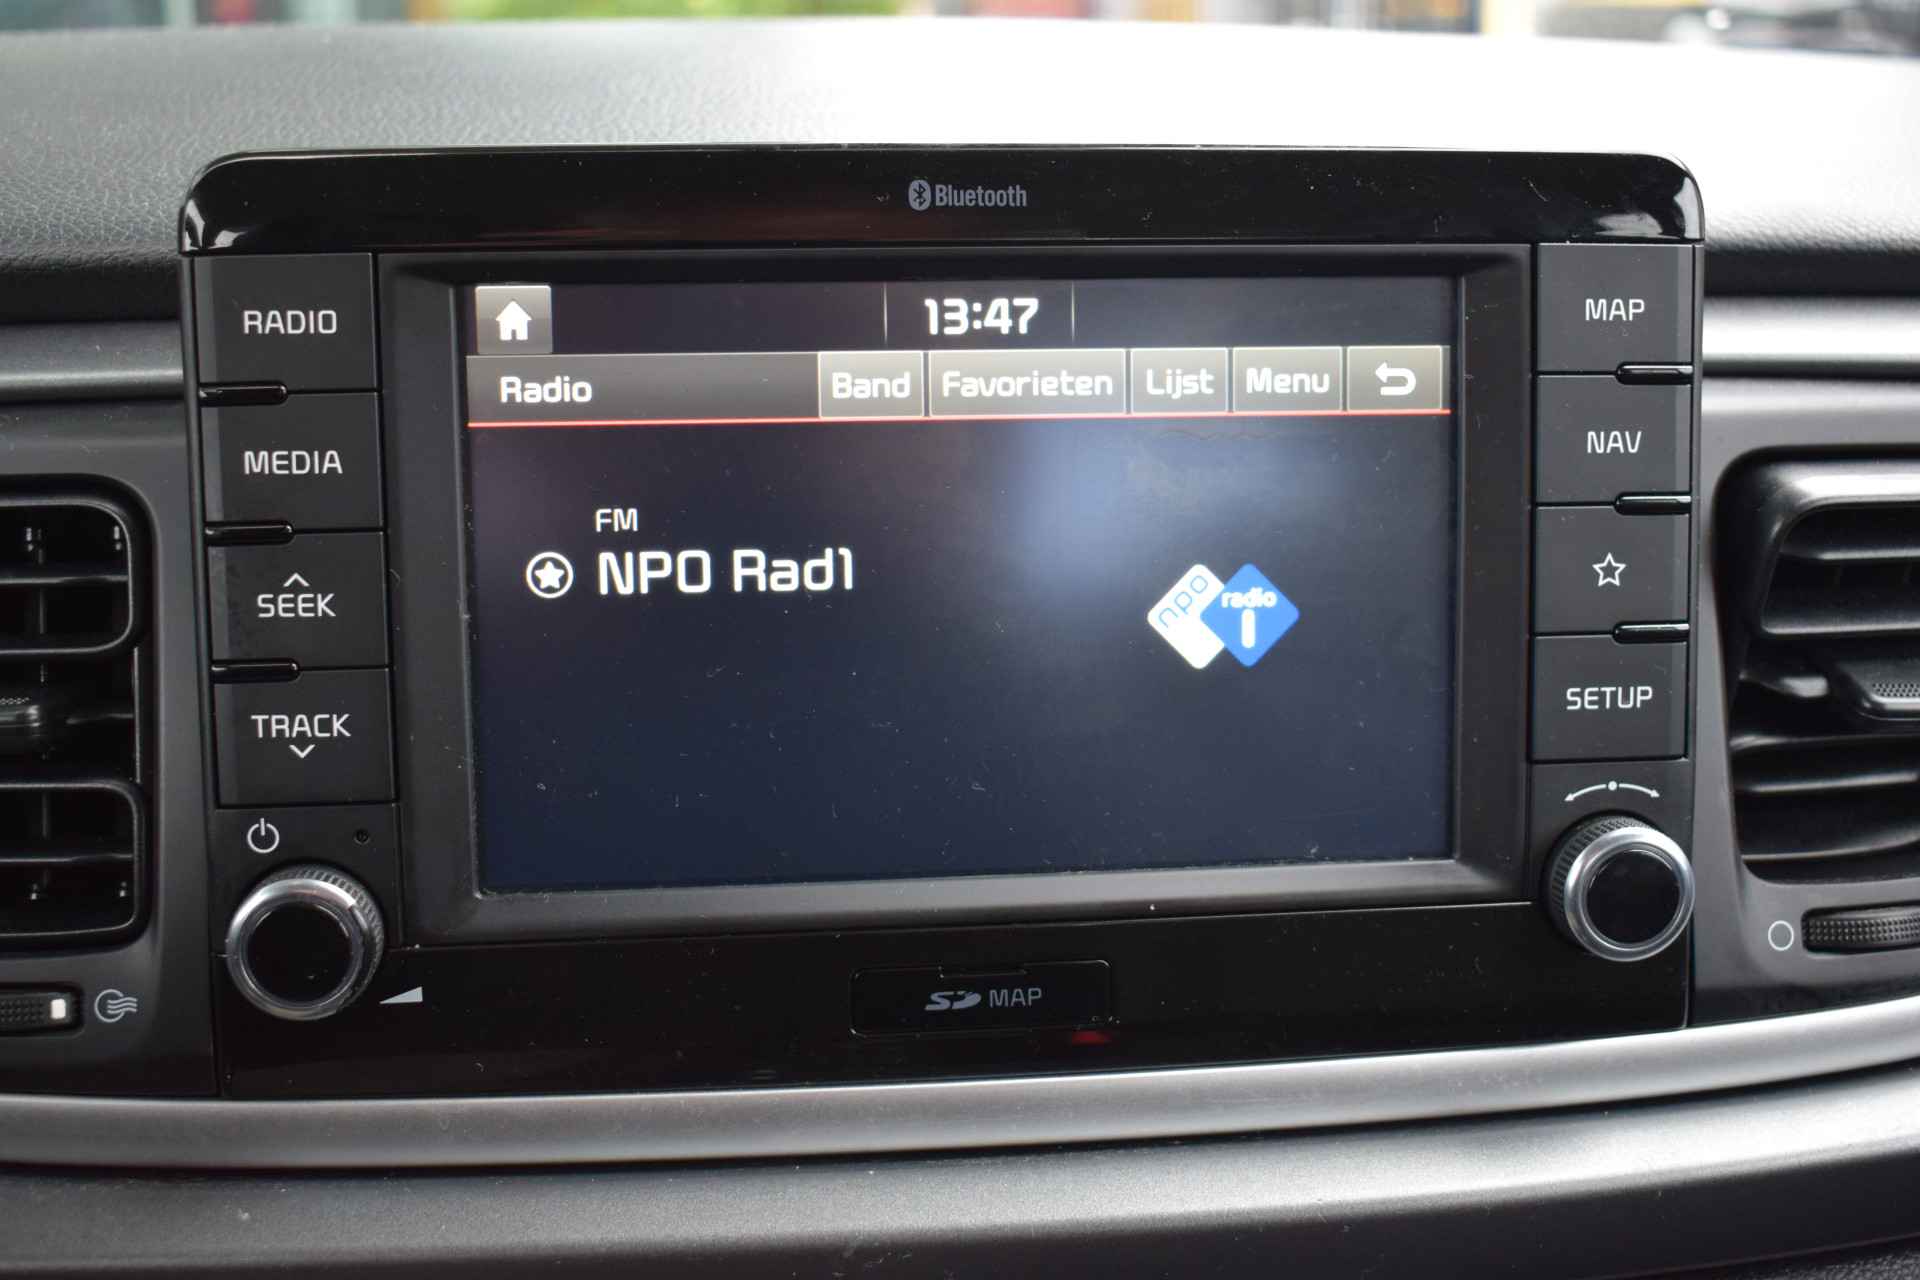 Bluetooth
RADIO
MEDIA
SEEK
TRACK
13:47
Radio Band Favorieten Lijst Menu
FM
NPO Rad1
npo radio 1
MAP
NAV
SETUP
SD MAP